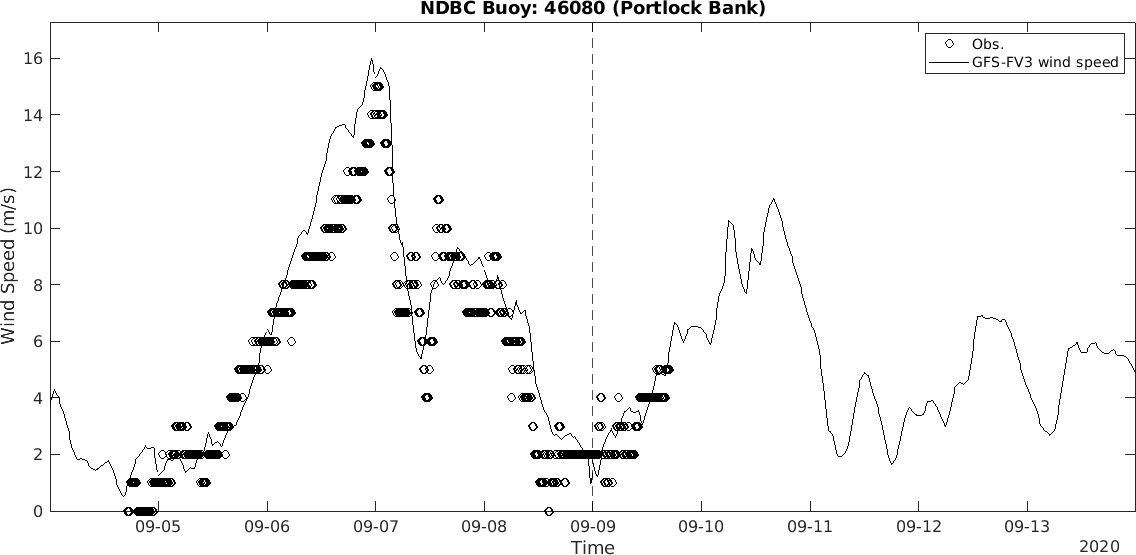 NDBC Buoy: 46080 (Portlock Bank)
Obs.
GFS-FV3 wind speed
Wind Speed (m/s)
16
14
12
10
8
6
4
2
0
09-05 09-06 09-07 09-08 09-09 09-10 09-11 09-12 09-13
Time
2020